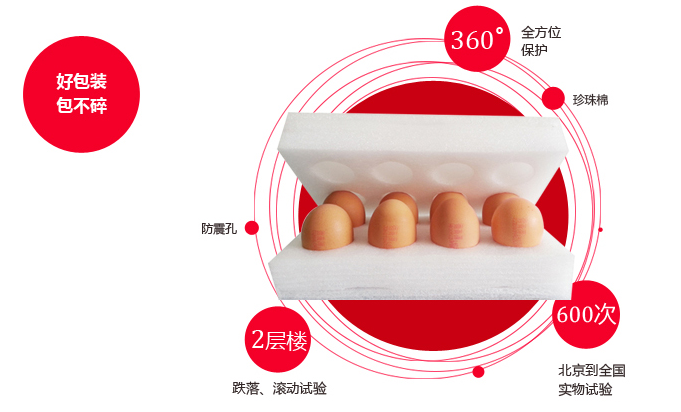 好包装
包不碎
360°
全方位
保护
珍珠棉
防震孔
2层楼
跌落、滚动试验
600次
北京到全国
实物试验